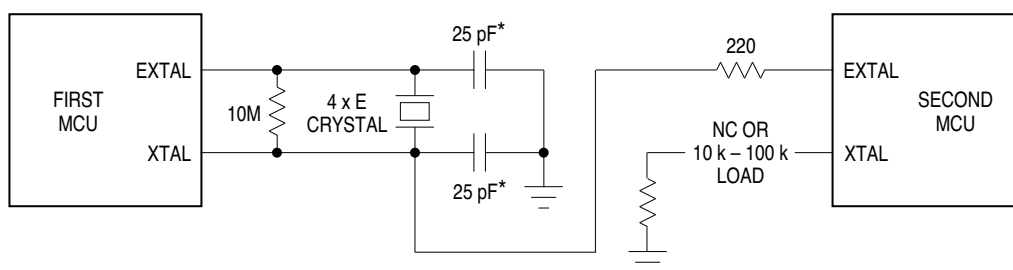 FIRST
MCU
EXTAL
XTAL
10M
4 x E
CRYSTAL
25 pF*
25 pF*
220
NC OR
10 k – 100 k
LOAD
EXTAL
XTAL
SECOND
MCU